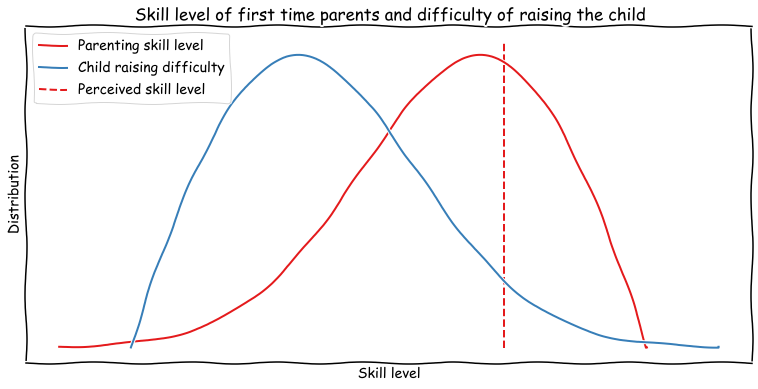 Skill level of first time parents and difficulty of raising the child
Parenting skill level
Child raising difficulty
Perceived skill level
Distribution
Skill level